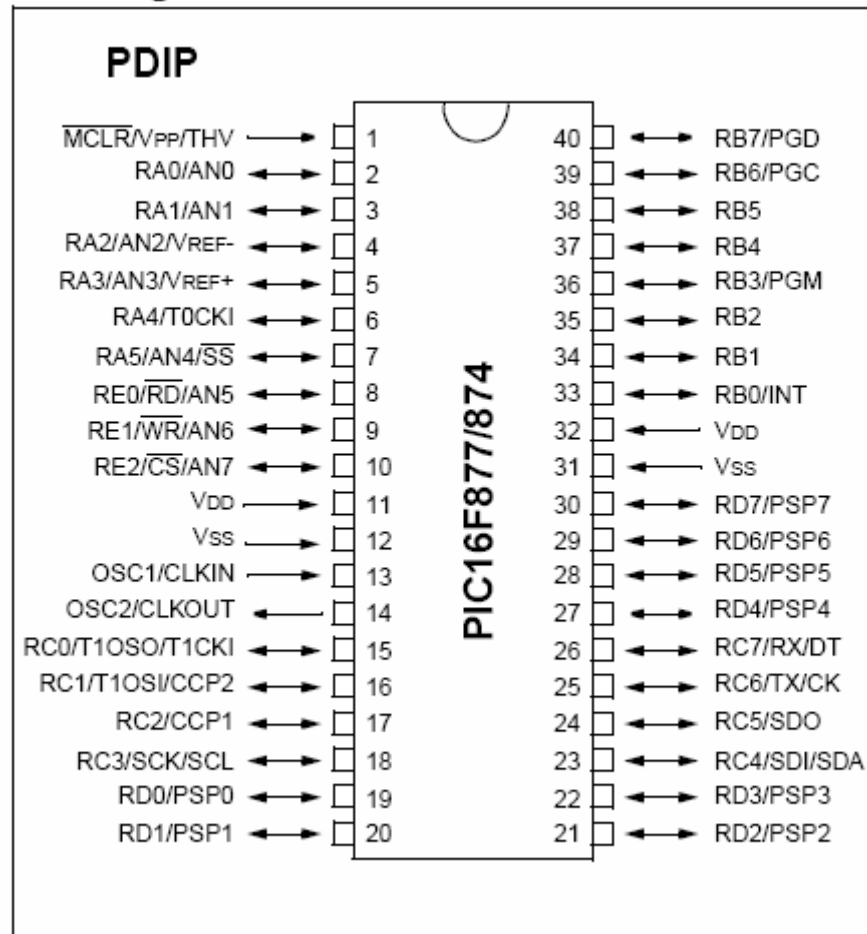 PDIP
MCLR/VPP/THV 1 40 RB7/PGD
RA0/AN0 2 39 RB6/PGC
RA1/AN1 3 38 RB5
RA2/AN2/VREF- 4 37 RB4
RA3/AN3/VREF+ 5 36 RB3/PGM
RA4/T0CKI 6 35 RB2
RA5/AN4/SS 7 34 RB1
RE0/RD/AN5 8 33 RB0/INT
RE1/WR/AN6 9 32 VDD
RE2/CS/AN7 10 31 VSS
VDD 11 30 RD7/PSP7
VSS 12 29 RD6/PSP6
OSC1/CLKIN 13 28 RD5/PSP5
OSC2/CLKOUT 14 27 RD4/PSP4
RC0/T1OSO/T1CKI 15 26 RC7/RX/DT
RC1/T1OSI/CCP2 16 25 RC6/TX/CK
RC2/CCP1 17 24 RC5/SDO
RC3/SCK/SCL 18 23 RC4/SDI/SDA
RD0/PSP0 19 22 RD3/PSP3
RD1/PSP1 20 21 RD2/PSP2
PIC16F877/874